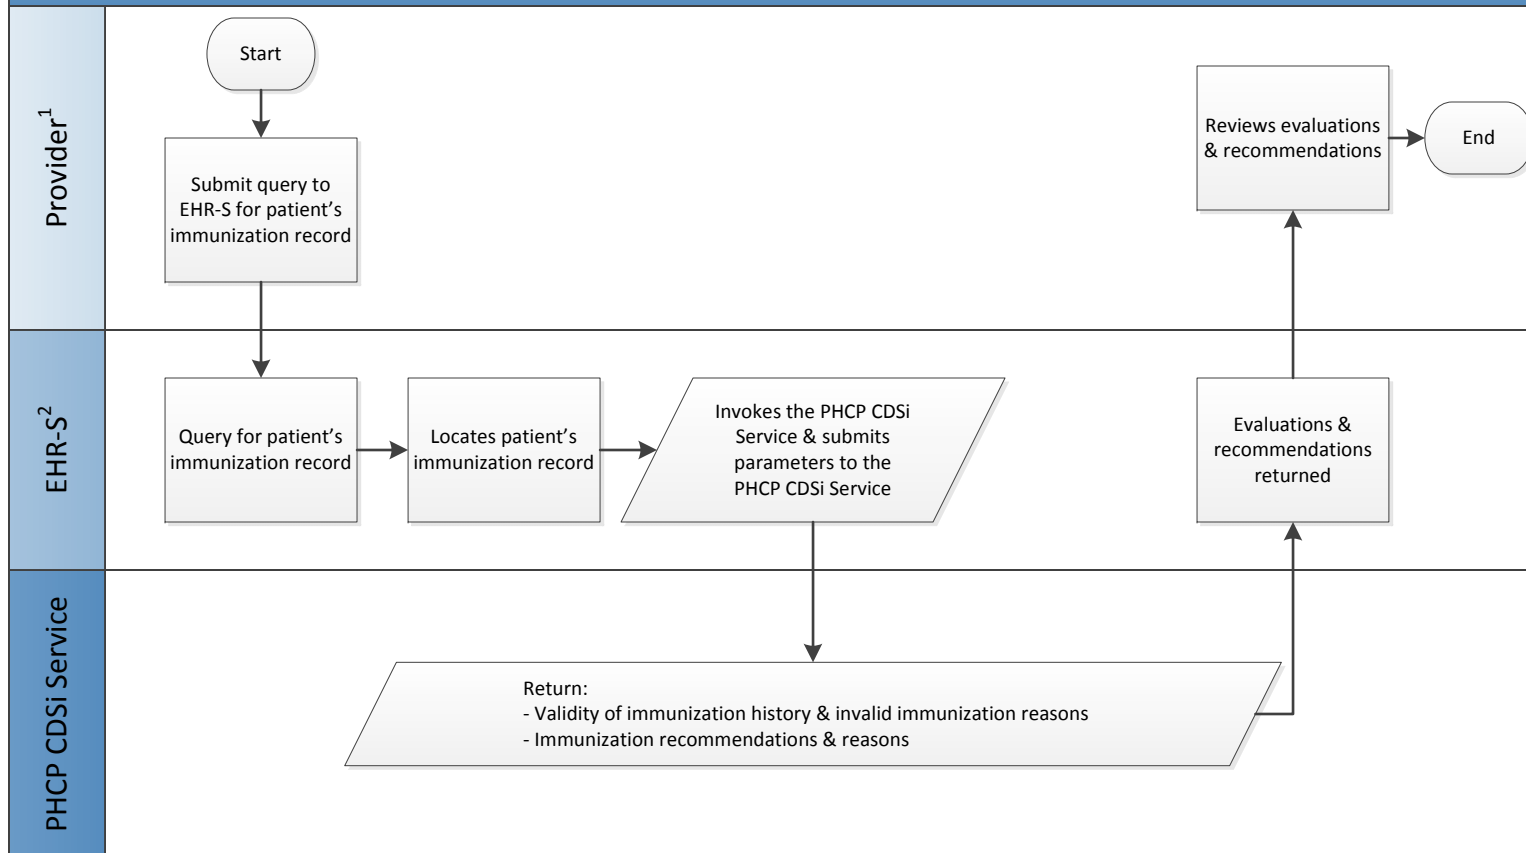 Provider1
Start
Submit query to
EHR-S for patient’s
immunization record
Reviews evaluations
& recommendations
End
EHR-S2
Query for patient’s
immunization record
Locates patient’s
immunization record
Invokes the PHCP CDSi
Service & submits
parameters to the
PHCP CDSi Service
Evaluations &
recommendations
returned
PHCP CDSi Service
Return:
- Validity of immunization history & invalid immunization reasons
- Immunization recommendations & reasons